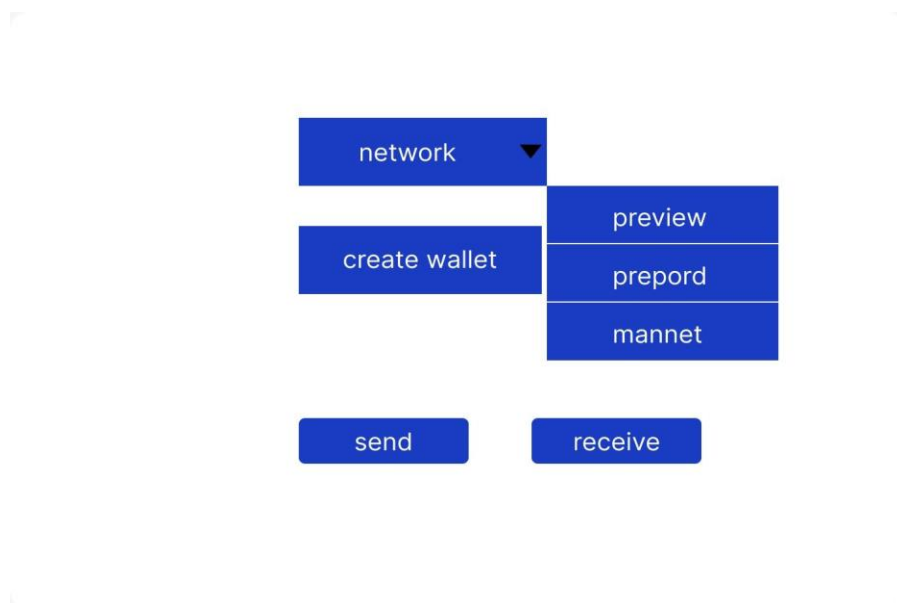 network
preview
create wallet
prepord
mannet
send
receive